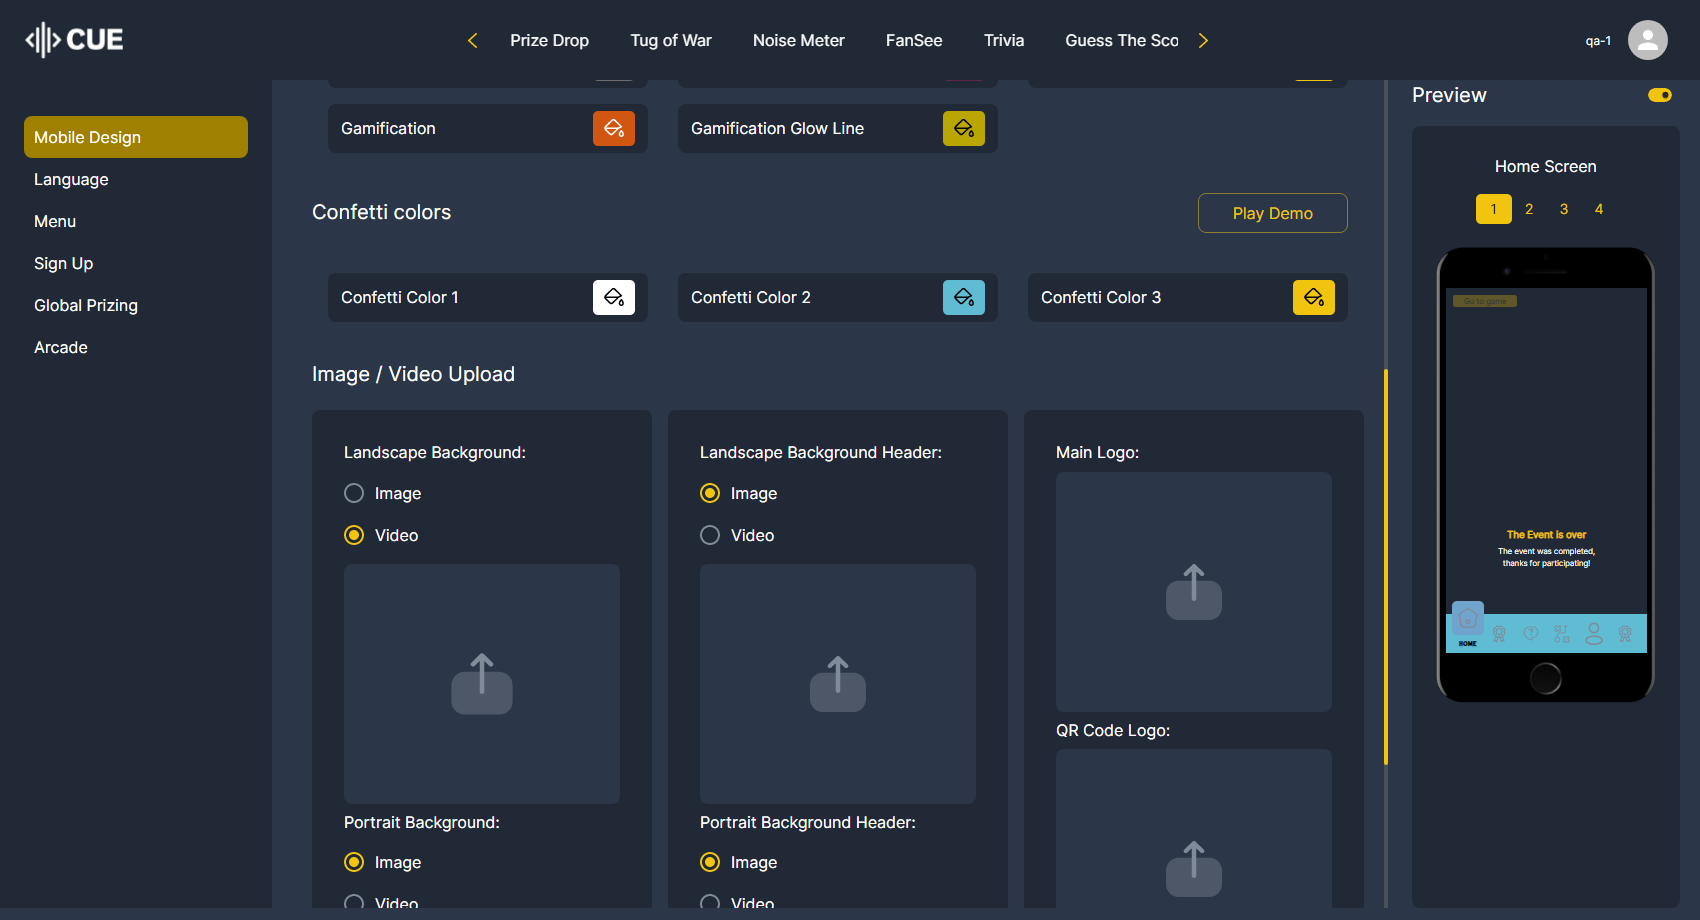 CUE
Prize Drop
Tug of War
Noise Meter
FanSee
Trivia
Guess The Sco
qa-1
Mobile Design
Language
Menu
Sign Up
Global Prizing
Arcade
Gamification
Gamification Glow Line
Confetti colors
Play Demo
Confetti Color 1
Confetti Color 2
Confetti Color 3
Image / Video Upload
Landscape Background:
Image
Video
Portrait Background:
Image
Video
Landscape Background Header:
Image
Video
Portrait Background Header:
Image
Video
Main Logo:
QR Code Logo:
Preview
Home Screen
1 2 3 4
Go to game
The Event is over
The event was completed,
thanks for participating!
HOME